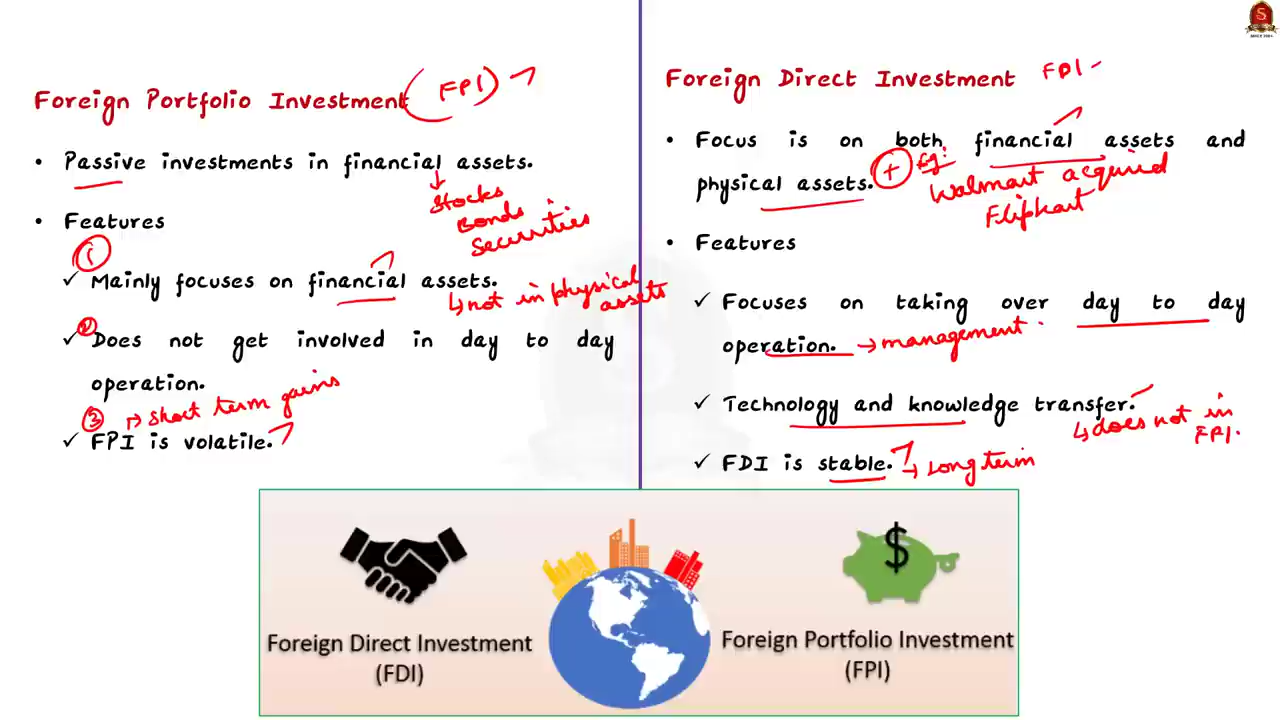 Foreign Portfolio Investment (FPI)
• Passive investments in financial assets.
Stocks
Bonds
Securities
• Features
1
✓ Mainly focuses on financial assets.
↳ not in physical
assets
2
✓ Does not get involved in day to day
operation.
3 → Short term gains
✓ FPI is volatile.
Foreign Direct Investment FDI -
• Focus is on both financial assets and
physical assets. + Eg:
Walmart acquired
Flipkart
• Features
✓ Focuses on taking over day to day
operation. → management.
✓ Technology and knowledge transfer.
↳ does not in
FPI.
✓ FDI is stable. → Long term
Foreign Direct Investment
(FDI)
$
Foreign Portfolio Investment
(FPI)
S